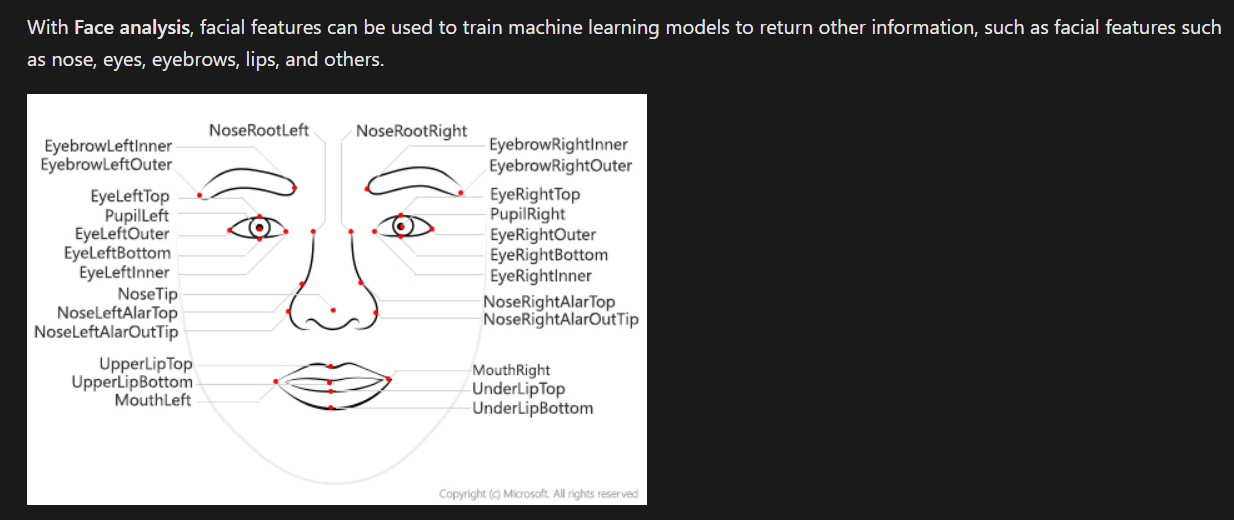 With Face analysis, facial features can be used to train machine learning models to return other information, such as facial features such
as nose, eyes, eyebrows, lips, and others.
NoseRootLeft
NoseRootRight
EyebrowLeftInner
EyebrowLeftOuter
EyeLeftTop
PupilLeft
EyeLeftOuter
EyeLeftBottom
EyeLeftInner
NoseTip
NoseLeftAlarTop
NoseLeftAlarOutTip
UpperLipTop
UpperLipBottom
MouthLeft
EyebrowRightInner
EyebrowRightOuter
EyeRightTop
PupilRight
EyeRightOuter
EyeRightBottom
EyeRightInner
NoseRightAlarTop
NoseRightAlarOutTip
MouthRight
UnderLipTop
UnderLipBottom
Copyright (c) Microsoft. All rights reserved